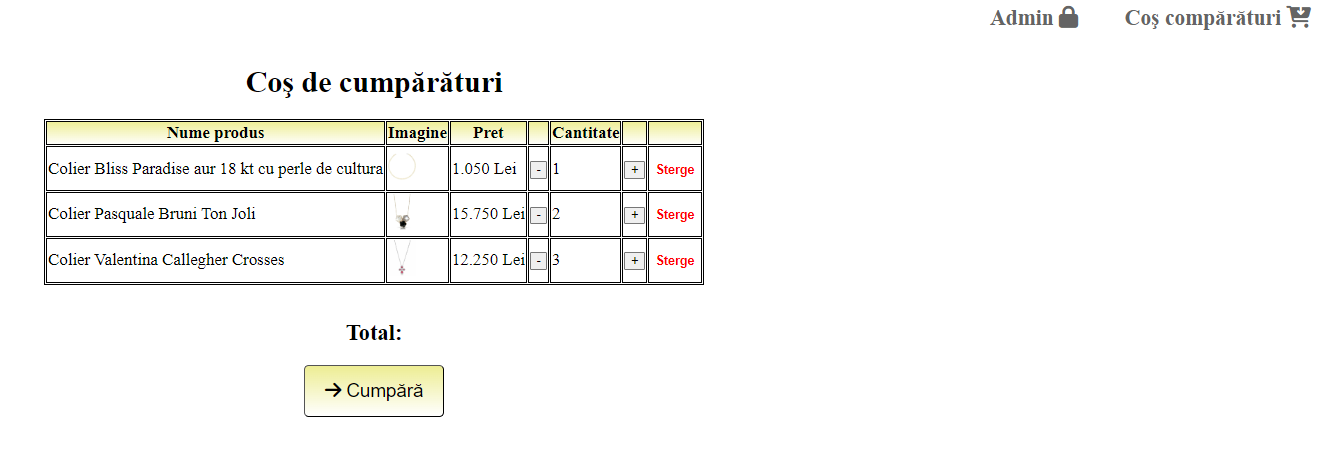 Admin Coş compărături
Coş de cumpărături
Nume produs Imagine Pret Cantitate
Colier Bliss Paradise aur 18 kt cu perle de cultura 1.050 Lei - 1 + Sterge
Colier Pasquale Bruni Ton Joli 15.750 Lei - 2 + Sterge
Colier Valentina Callegher Crosses 12.250 Lei - 3 + Sterge
Total:
→ Cumpără